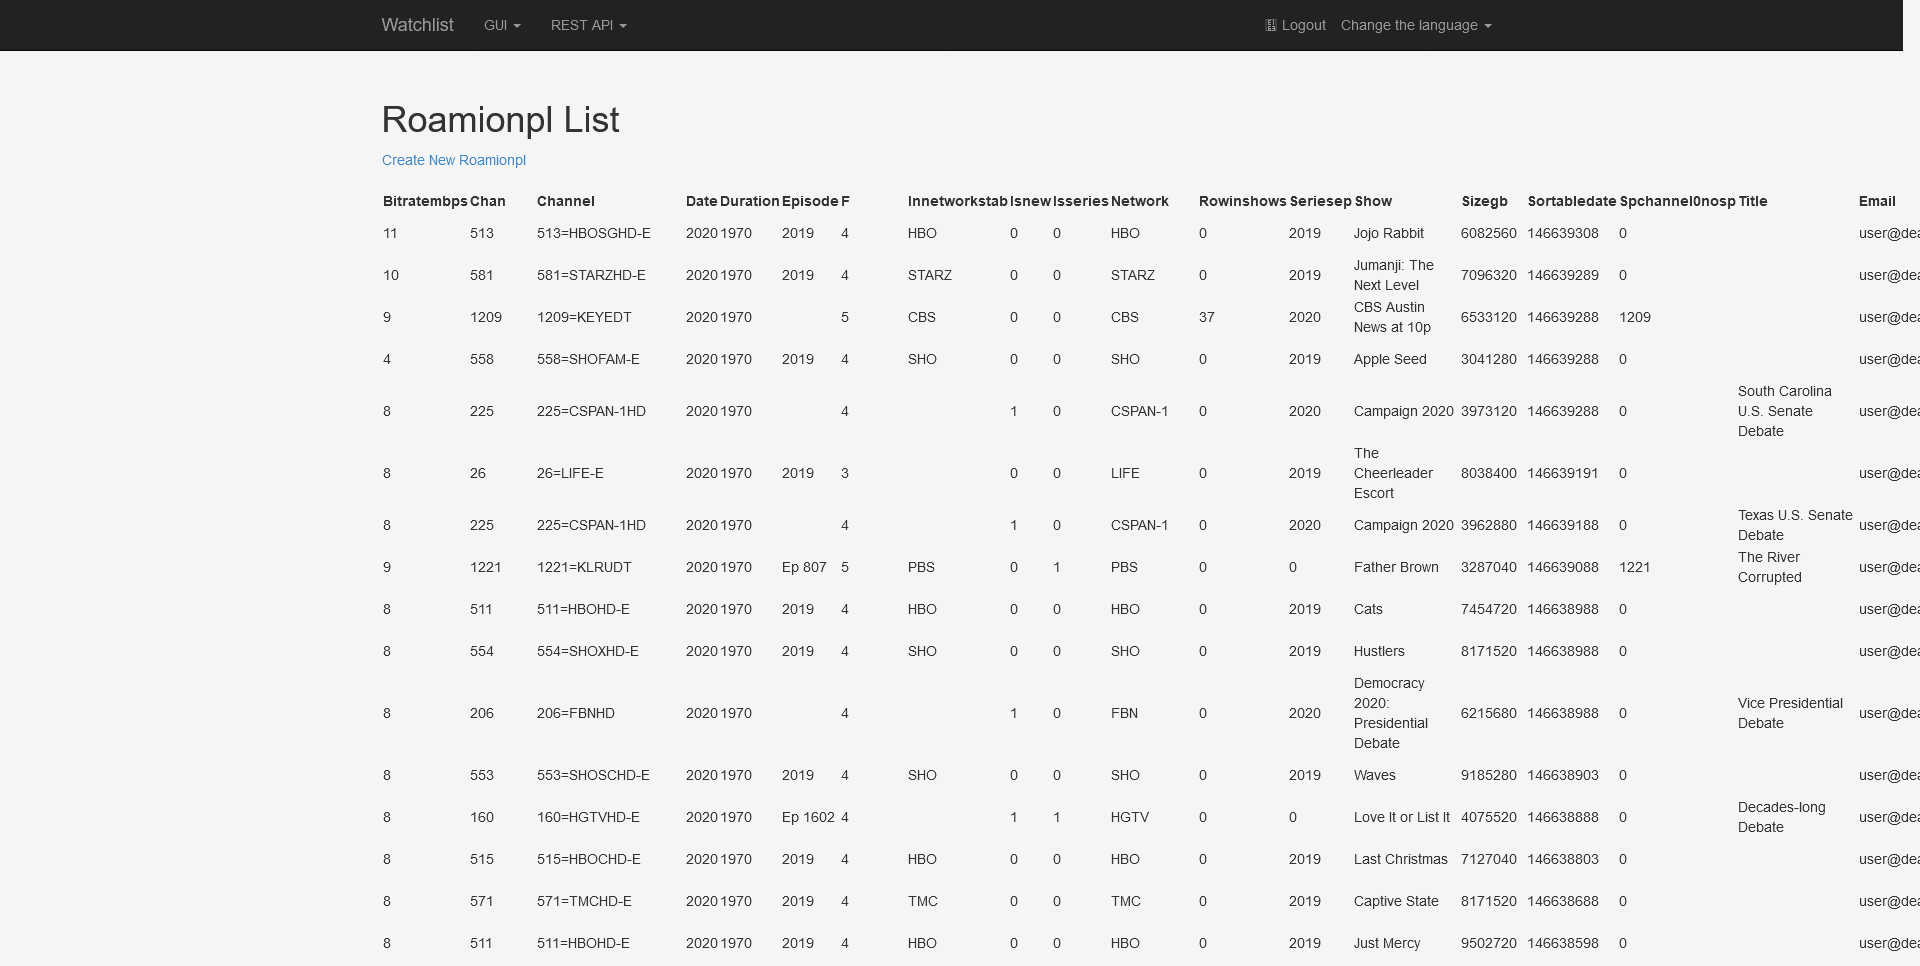 Watchlist GUI REST API Logout Change the language
Roamionpl List
Create New Roamionpl
Bitratembps Chan Channel Date Duration Episode F Innetworkstab Isnew Isseries Network Rowinshows Seriesep Show Sizegb Sortabledate Spchannel0nosp Title Email
11 513 513=HBOSGHD-E 2020 1970 2019 4 HBO 0 0 HBO 0 2019 Jojo Rabbit 6082560 146639308 0 user@dea
10 581 581=STARZHD-E 2020 1970 2019 4 STARZ 0 0 STARZ 0 2019 Jumanji: The Next Level 7096320 146639289 0 user@dea
9 1209 1209=KEYEDT 2020 1970 5 CBS 0 0 CBS 37 2020 CBS Austin News at 10p 6533120 146639288 1209 user@dea
4 558 558=SHOFAM-E 2020 1970 2019 4 SHO 0 0 SHO 0 2019 Apple Seed 3041280 146639288 0 user@dea
8 225 225=CSPAN-1HD 2020 1970 4 1 0 CSPAN-1 0 2020 Campaign 2020 3973120 146639288 0 South Carolina U.S. Senate Debate user@dea
8 26 26=LIFE-E 2020 1970 2019 3 0 0 LIFE 0 2019 The Cheerleader Escort 8038400 146639191 0 user@dea
8 225 225=CSPAN-1HD 2020 1970 4 1 0 CSPAN-1 0 2020 Campaign 2020 3962880 146639188 0 Texas U.S. Senate Debate user@dea
9 1221 1221=KLRUDT 2020 1970 Ep 807 5 PBS 0 1 PBS 0 0 Father Brown 3287040 146639088 1221 The River Corrupted user@dea
8 511 511=HBOHD-E 2020 1970 2019 4 HBO 0 0 HBO 0 2019 Cats 7454720 146638988 0 user@dea
8 554 554=SHOXHD-E 2020 1970 2019 4 SHO 0 0 SHO 0 2019 Hustlers 8171520 146638988 0 user@dea
8 206 206=FBNHD 2020 1970 4 1 0 FBN 0 2020 Democracy 2020: Presidential Debate 6215680 146638988 0 Vice Presidential Debate user@dea
8 553 553=SHOSCHD-E 2020 1970 2019 4 SHO 0 0 SHO 0 2019 Waves 9185280 146638903 0 user@dea
8 160 160=HGTVHD-E 2020 1970 Ep 1602 4 1 1 HGTV 0 0 Love It or List It 4075520 146638888 0 Decades-long Debate user@dea
8 515 515=HBOCHD-E 2020 1970 2019 4 HBO 0 0 HBO 0 2019 Last Christmas 7127040 146638803 0 user@dea
8 571 571=TMCHD-E 2020 1970 2019 4 TMC 0 0 TMC 0 2019 Captive State 8171520 146638688 0 user@dea
8 511 511=HBOHD-E 2020 1970 2019 4 HBO 0 0 HBO 0 2019 Just Mercy 9502720 146638598 0 user@dea